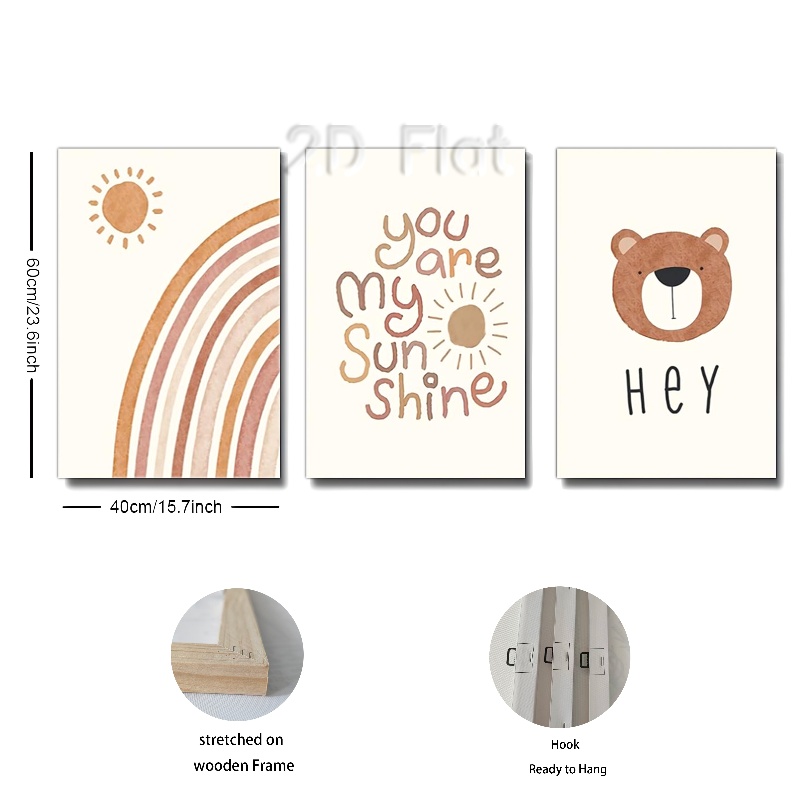 2D Flat
you
are
My
Sun
shine
HEY
60cm/23.6inch
40cm/15.7inch
stretched on
wooden Frame
Hook
Ready to Hang